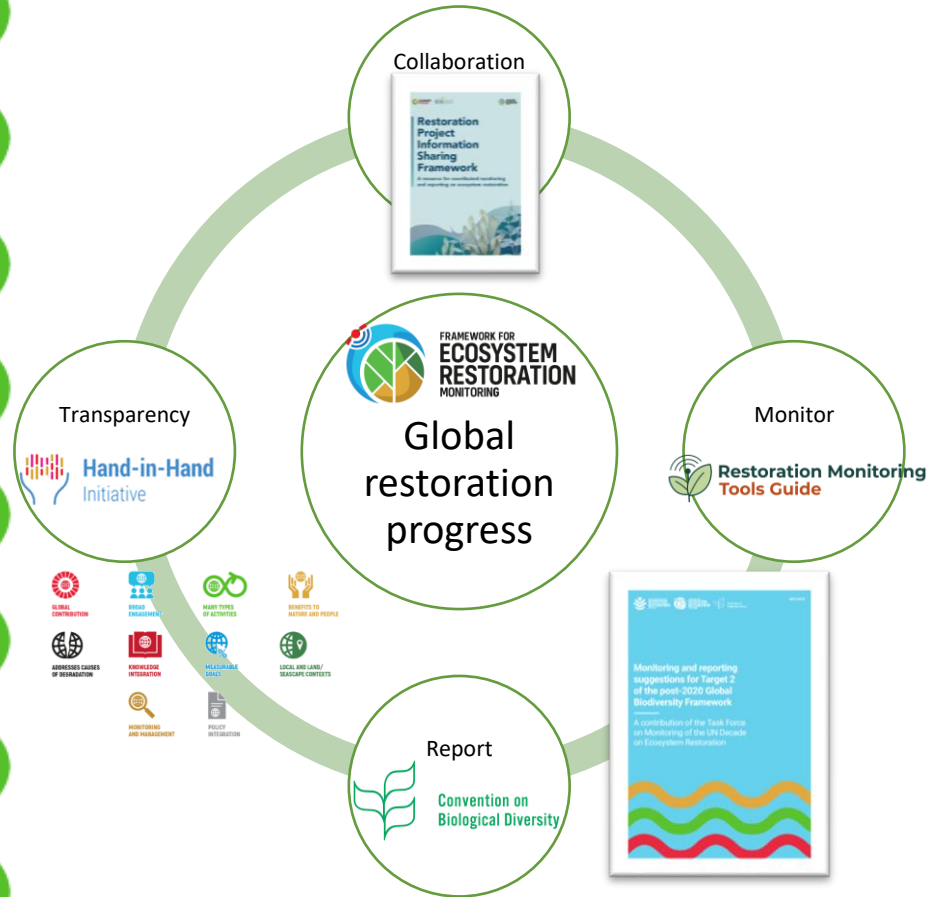 Collaboration
Restoration
Project
Information
Sharing
Framework
A resource for coordinated monitoring
and reporting on ecosystem restoration
FRAMEWORK FOR
ECOSYSTEM
RESTORATION
MONITORING
Global
restoration
progress
Transparency
Hand-in-Hand
Initiative
Monitor
Restoration Monitoring
Tools Guide
GLOBAL
CONTRIBUTION
BROAD
ENGAGEMENT
MANY TYPES
OF ACTIVITIES
BENEFITS TO
NATURE AND PEOPLE
ADDRESSES CAUSES
OF DEGRADATION
KNOWLEDGE
INTEGRATION
MEASURABLE
GOALS
LOCAL AND LAND/
SEASCAPE CONTEXTS
MONITORING
AND MANAGEMENT
POLICY
INTEGRATION
Monitoring and reporting
suggestions for Target 2
of the post-2020 Global
Biodiversity Framework
A contribution of the Task Force
on Monitoring of the UN Decade
on Ecosystem Restoration
Report
Convention on
Biological Diversity